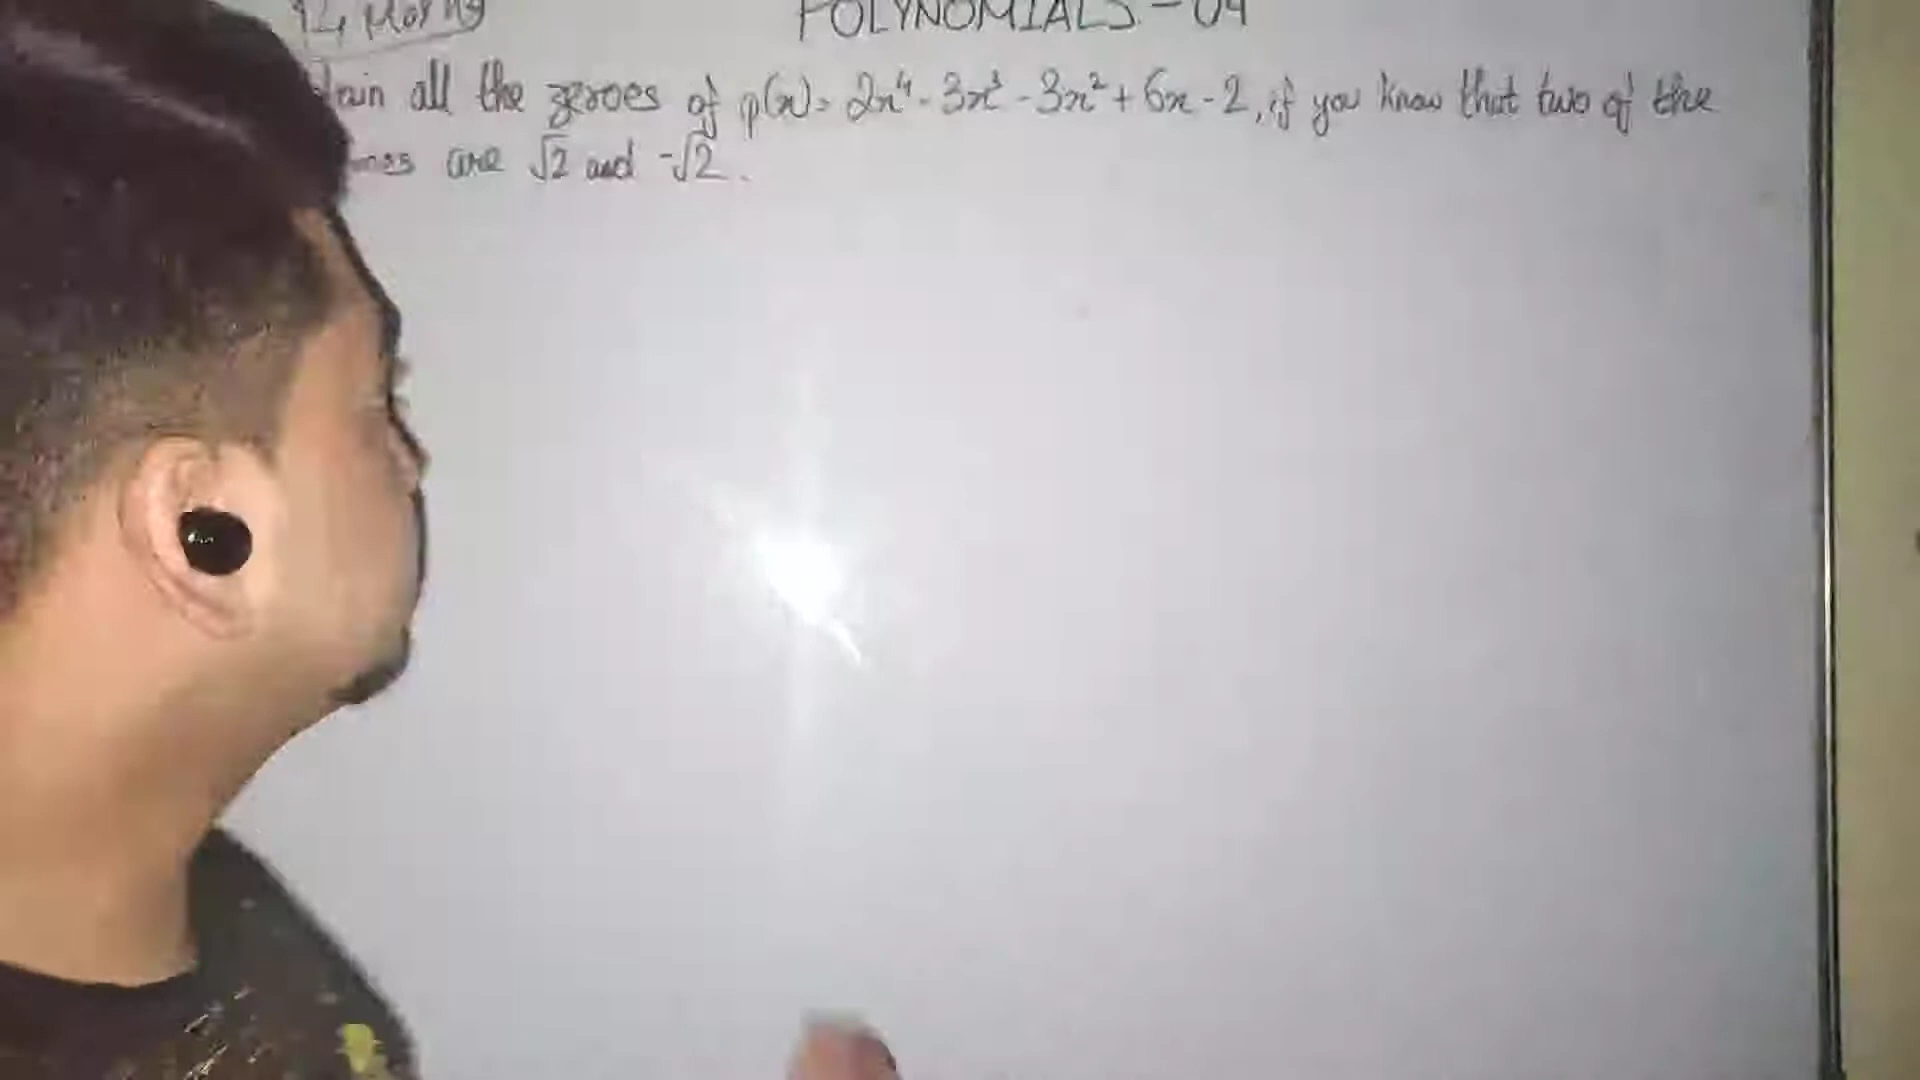 POLYNOMIALS - 04
all the zeroes of p(x) = 2x⁴ - 3x³ - 3x² + 6x - 2, if you know that two of the
are √2 and -√2.